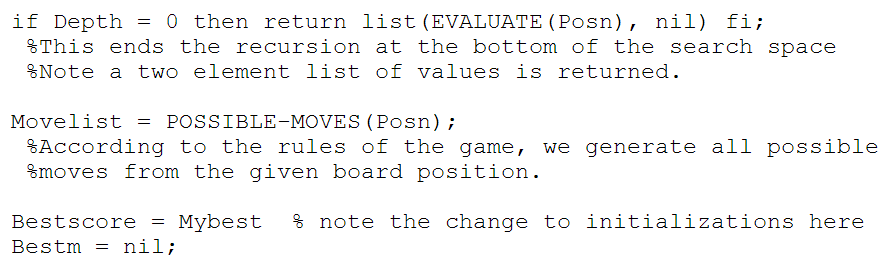 if Depth = 0 then return list(EVALUATE(Posn), nil) fi;
%This ends the recursion at the bottom of the search space
%Note a two element list of values is returned.
Movelist = POSSIBLE-MOVES(Posn);
%According to the rules of the game, we generate all possible
%moves from the given board position.
Bestscore = Mybest  % note the change to initializations here
Bestm = nil;